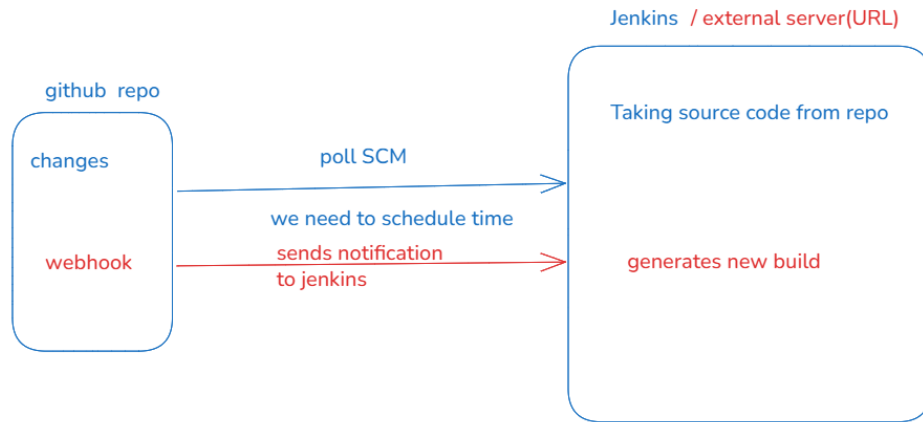 Jenkins / external server(URL)
github repo
Taking source code from repo
changes
poll SCM
we need to schedule time
webhook
sends notification
to jenkins
generates new build